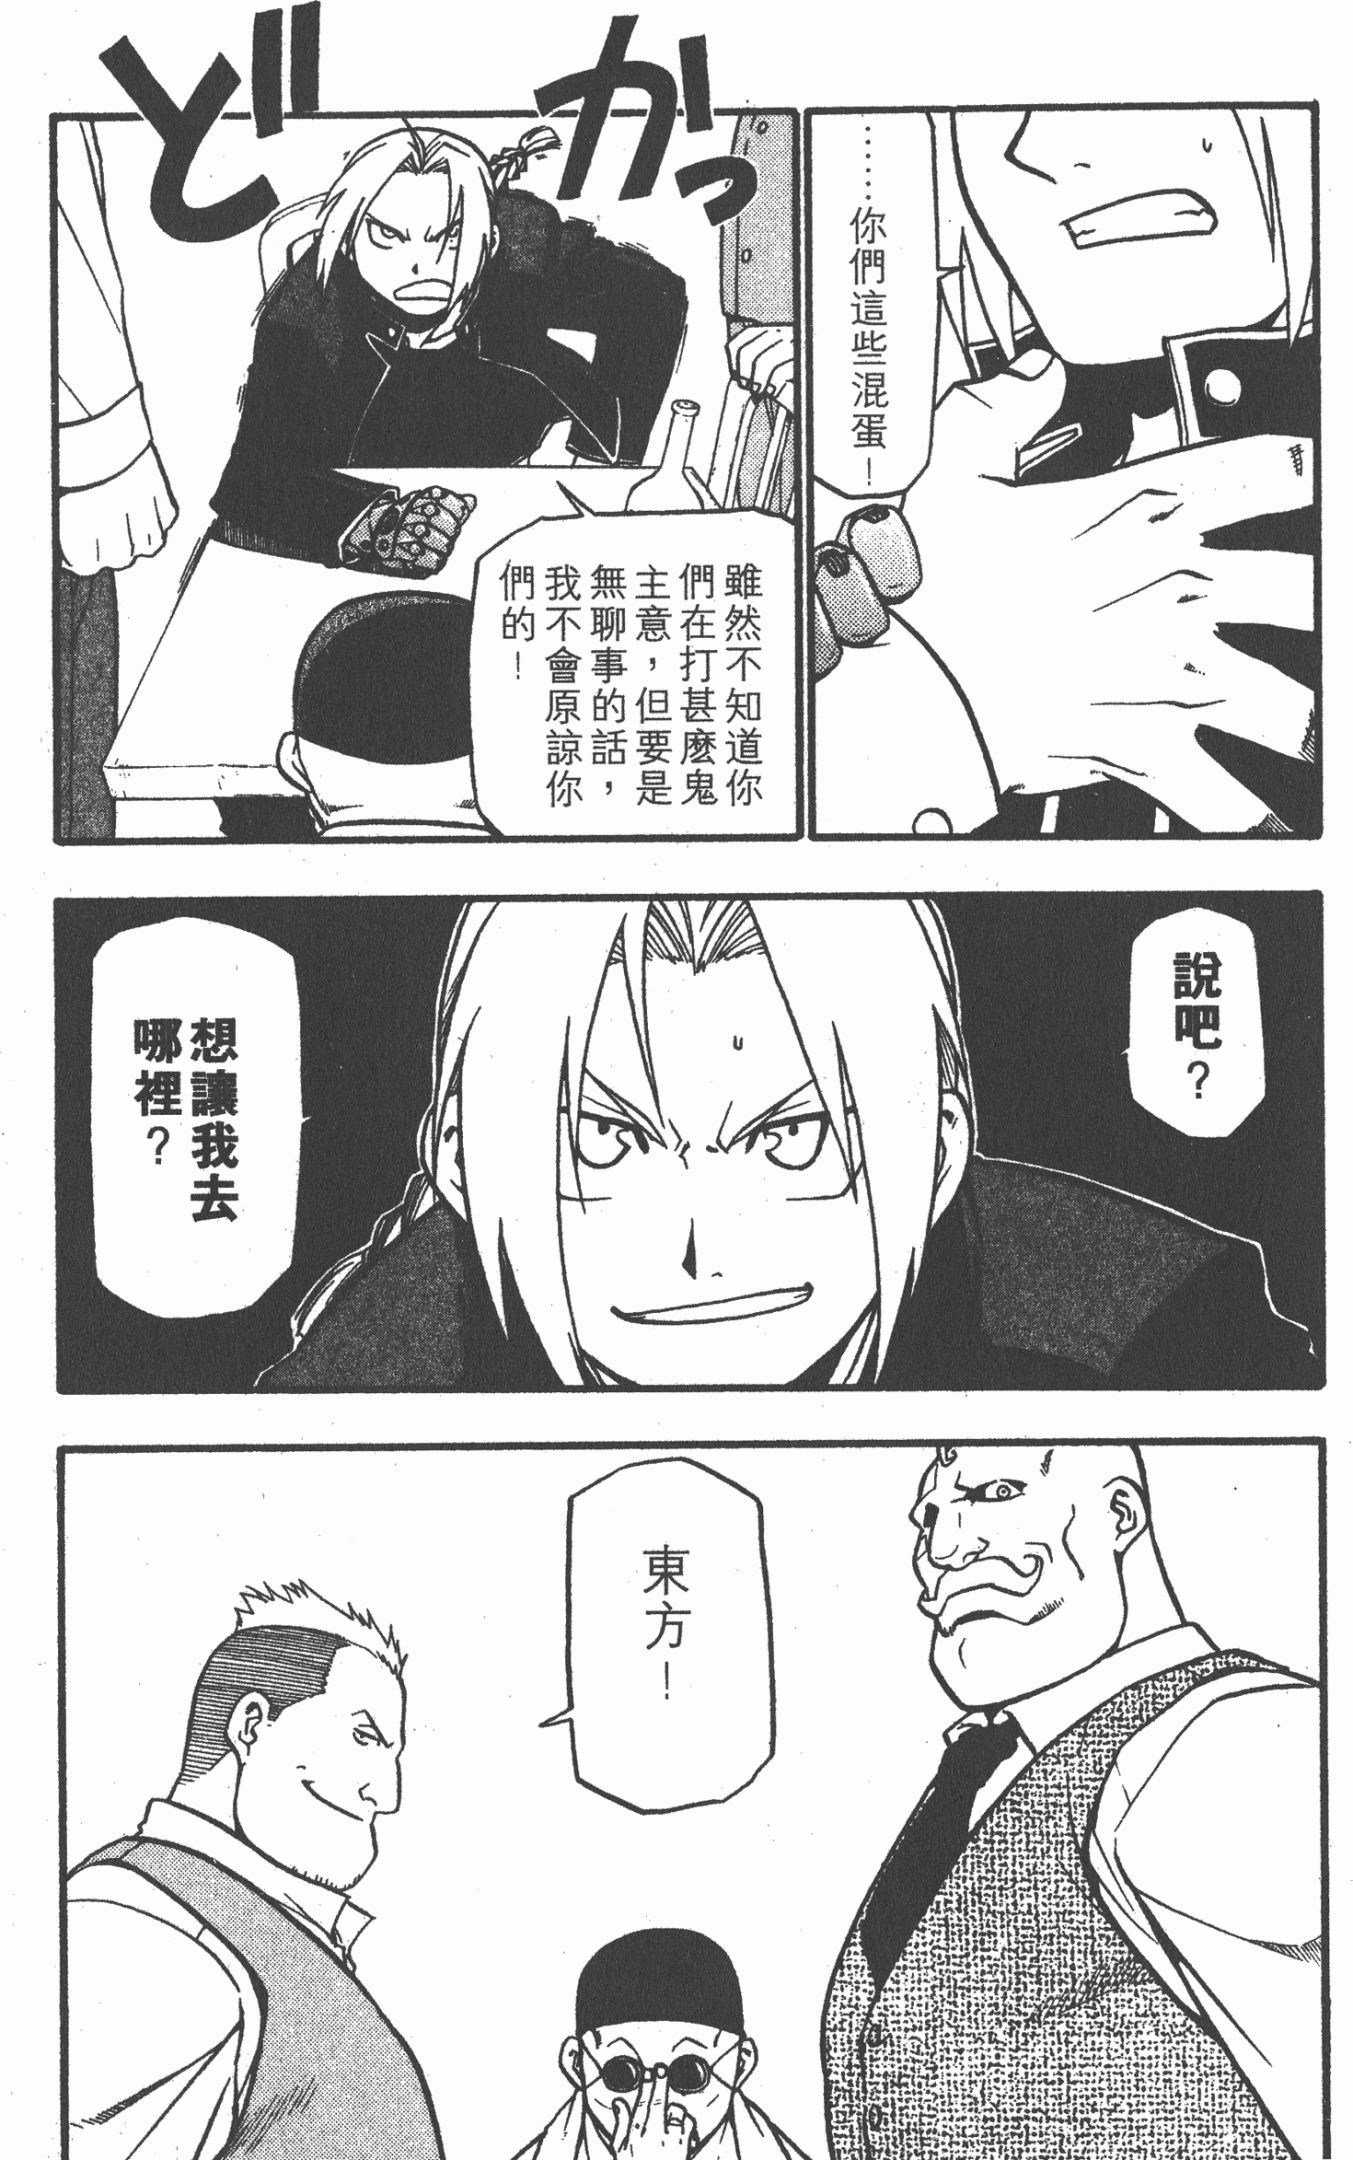 ……你們這些混蛋！
どかっ
雖然不知道你
們在打甚麼鬼
主意，但要是
無聊事的話，
我不會原諒你
們的！
說吧？
想讓我去
哪裡？
東方！